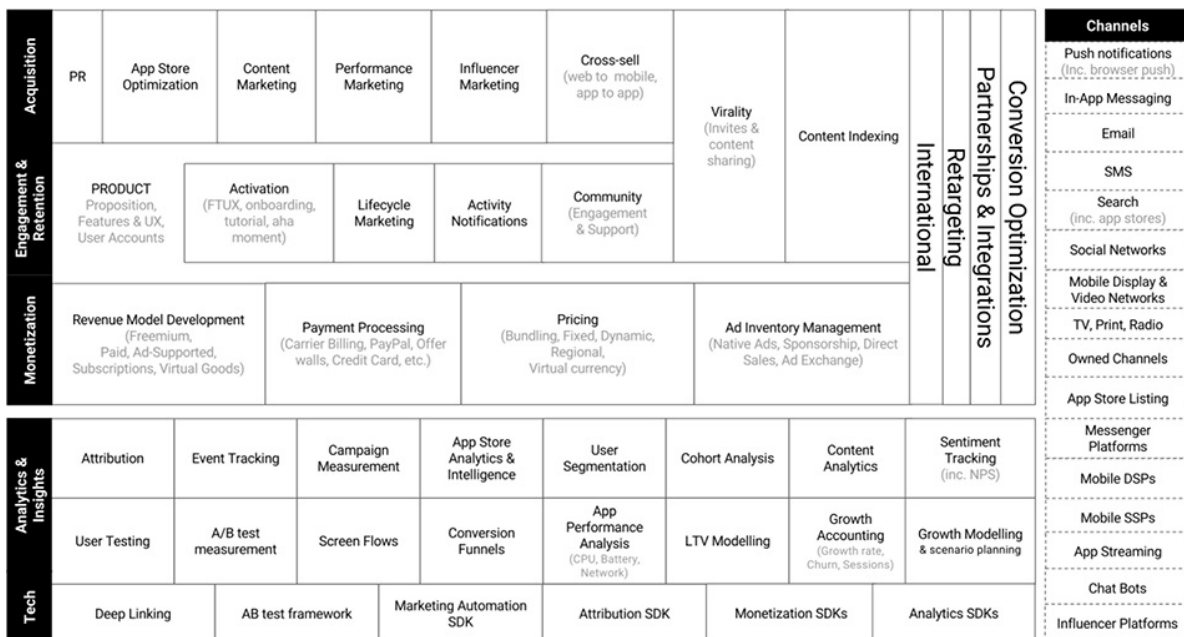 Acquisition
PR
App Store
Optimization
Content
Marketing
Performance
Marketing
Influencer
Marketing
Cross-sell
(web to mobile,
app to app)
Virality
(Invites &
content
sharing)
Content Indexing
International
Retargeting
Partnerships & Integrations
Conversion Optimization
Engagement &
Retention
PRODUCT
Proposition,
Features & UX,
User Accounts
Activation
(FTUX, onboarding,
tutorial, aha
moment)
Lifecycle
Marketing
Activity
Notifications
Community
(Engagement
& Support)
Monetization
Revenue Model Development
(Freemium,
Paid, Ad-Supported,
Subscriptions, Virtual Goods)
Payment Processing
(Carrier Billing, PayPal, Offer
walls, Credit Card, etc.)
Pricing
(Bundling, Fixed, Dynamic,
Regional,
Virtual currency)
Ad Inventory Management
(Native Ads, Sponsorship, Direct
Sales, Ad Exchange)
Analytics &
Insights
Attribution
Event Tracking
Campaign
Measurement
App Store
Analytics &
Intelligence
User
Segmentation
Cohort Analysis
Content
Analytics
Sentiment
Tracking
(inc. NPS)
User Testing
A/B test
measurement
Screen Flows
Conversion
Funnels
App
Performance
Analysis
(CPU, Battery,
Network)
LTV Modelling
Growth
Accounting
(Growth rate,
Churn, Sessions)
Growth Modelling
& scenario planning
Tech
Deep Linking
AB test framework
Marketing Automation
SDK
Attribution SDK
Monetization SDKs
Analytics SDKs
Channels
Push notifications
(Inc. browser push)
In-App Messaging
Email
SMS
Search
(inc. app stores)
Social Networks
Mobile Display &
Video Networks
TV, Print, Radio
Owned Channels
App Store Listing
Messenger
Platforms
Mobile DSPs
Mobile SSPs
App Streaming
Chat Bots
Influencer Platforms